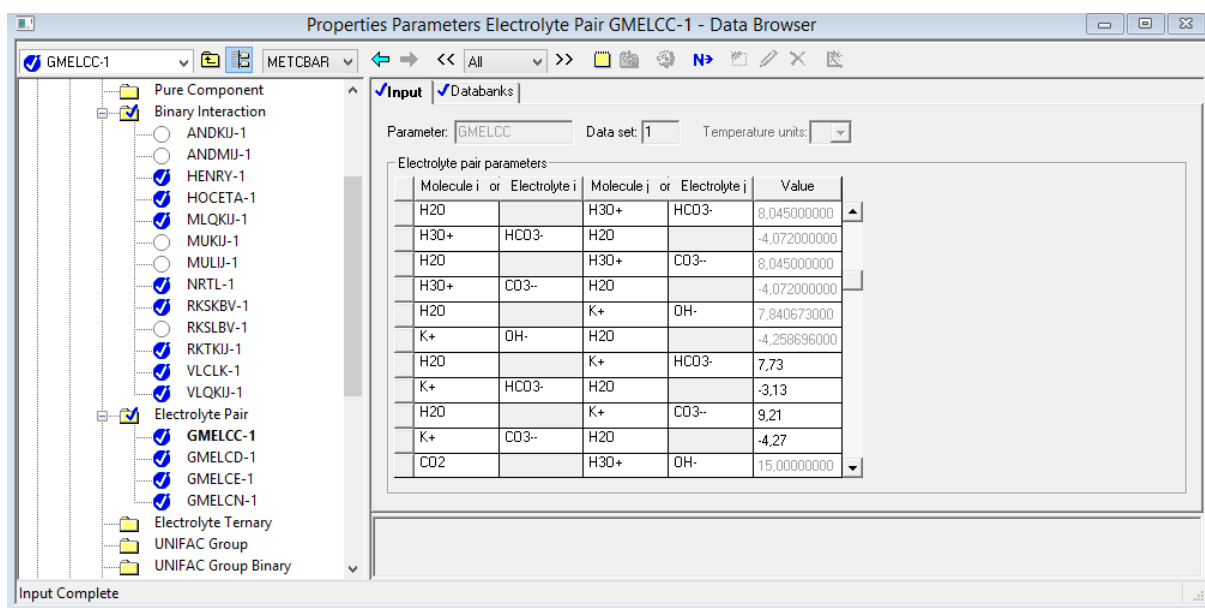 Properties Parameters Electrolyte Pair GMELCC-1 - Data Browser
GMELCC-1 METCBAR << All >> N>
Pure Component
Binary Interaction
ANDKIJ-1
ANDMIJ-1
HENRY-1
HOCETA-1
MLQKIJ-1
MUKIJ-1
MULIJ-1
NRTL-1
RKSKBV-1
RKSLBV-1
RKTKIJ-1
VLCLK-1
VLQKIJ-1
Electrolyte Pair
GMELCC-1
GMELCD-1
GMELCE-1
GMELCN-1
Electrolyte Ternary
UNIFAC Group
UNIFAC Group Binary
Input Databanks
Parameter: GMELCC Data set: 1 Temperature units:
Electrolyte pair parameters
Molecule i or Electrolyte i Molecule j or Electrolyte j Value
H2O H3O+ HCO3- 8,045000000
H3O+ HCO3- H2O -4,072000000
H2O H3O+ CO3-- 8,045000000
H3O+ CO3-- H2O -4,072000000
H2O K+ OH- 7,840673000
K+ OH- H2O -4,258696000
H2O K+ HCO3- 7,73
K+ HCO3- H2O -3,13
H2O K+ CO3-- 9,21
K+ CO3-- H2O -4,27
CO2 H3O+ OH- 15,00000000
Input Complete